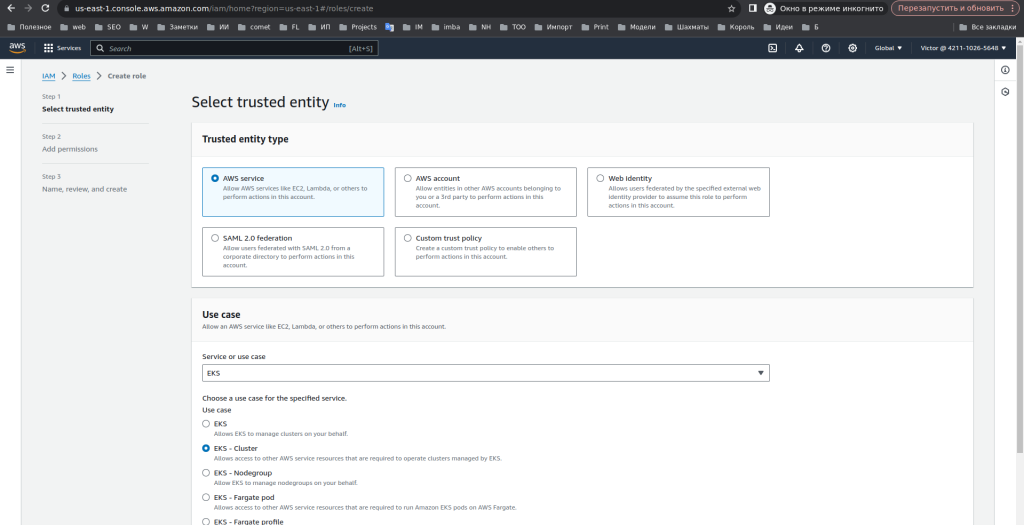 us-east-1.console.aws.amazon.com/iam/home?region=us-east-1#/roles/create
Окно в режиме инкогнито
Перезапустить и обновить
Полезное web SEO W Заметки ИИ comet FL ИП Projects IM imba NH ТОО Импорт Print Модели Шахматы Король Идеи Б Все закладки
aws Services Search [Alt+S] Global Victor @ 4211-1026-5648
IAM Roles Create role
Step 1
Select trusted entity
Step 2
Add permissions
Step 3
Name, review, and create
Select trusted entity Info
Trusted entity type
AWS service
Allow AWS services like EC2, Lambda, or others to
perform actions in this account.
AWS account
Allow entities in other AWS accounts belonging to
you or a 3rd party to perform actions in this
account.
Web identity
Allows users federated by the specified external web
identity provider to assume this role to perform
actions in this account.
SAML 2.0 federation
Allow users federated with SAML 2.0 from a
corporate directory to perform actions in this
account.
Custom trust policy
Create a custom trust policy to enable others to
perform actions in this account.
Use case
Allow an AWS service like EC2, Lambda, or others to perform actions in this account.
Service or use case
EKS
Choose a use case for the specified service.
Use case
EKS
Allows EKS to manage clusters on your behalf.
EKS - Cluster
Allows access to other AWS service resources that are required to operate clusters managed by EKS.
EKS - Nodegroup
Allow EKS to manage nodegroups on your behalf.
EKS - Fargate pod
Allows access to other AWS service resources that are required to run Amazon EKS pods on AWS Fargate.
EKS - Fargate profile